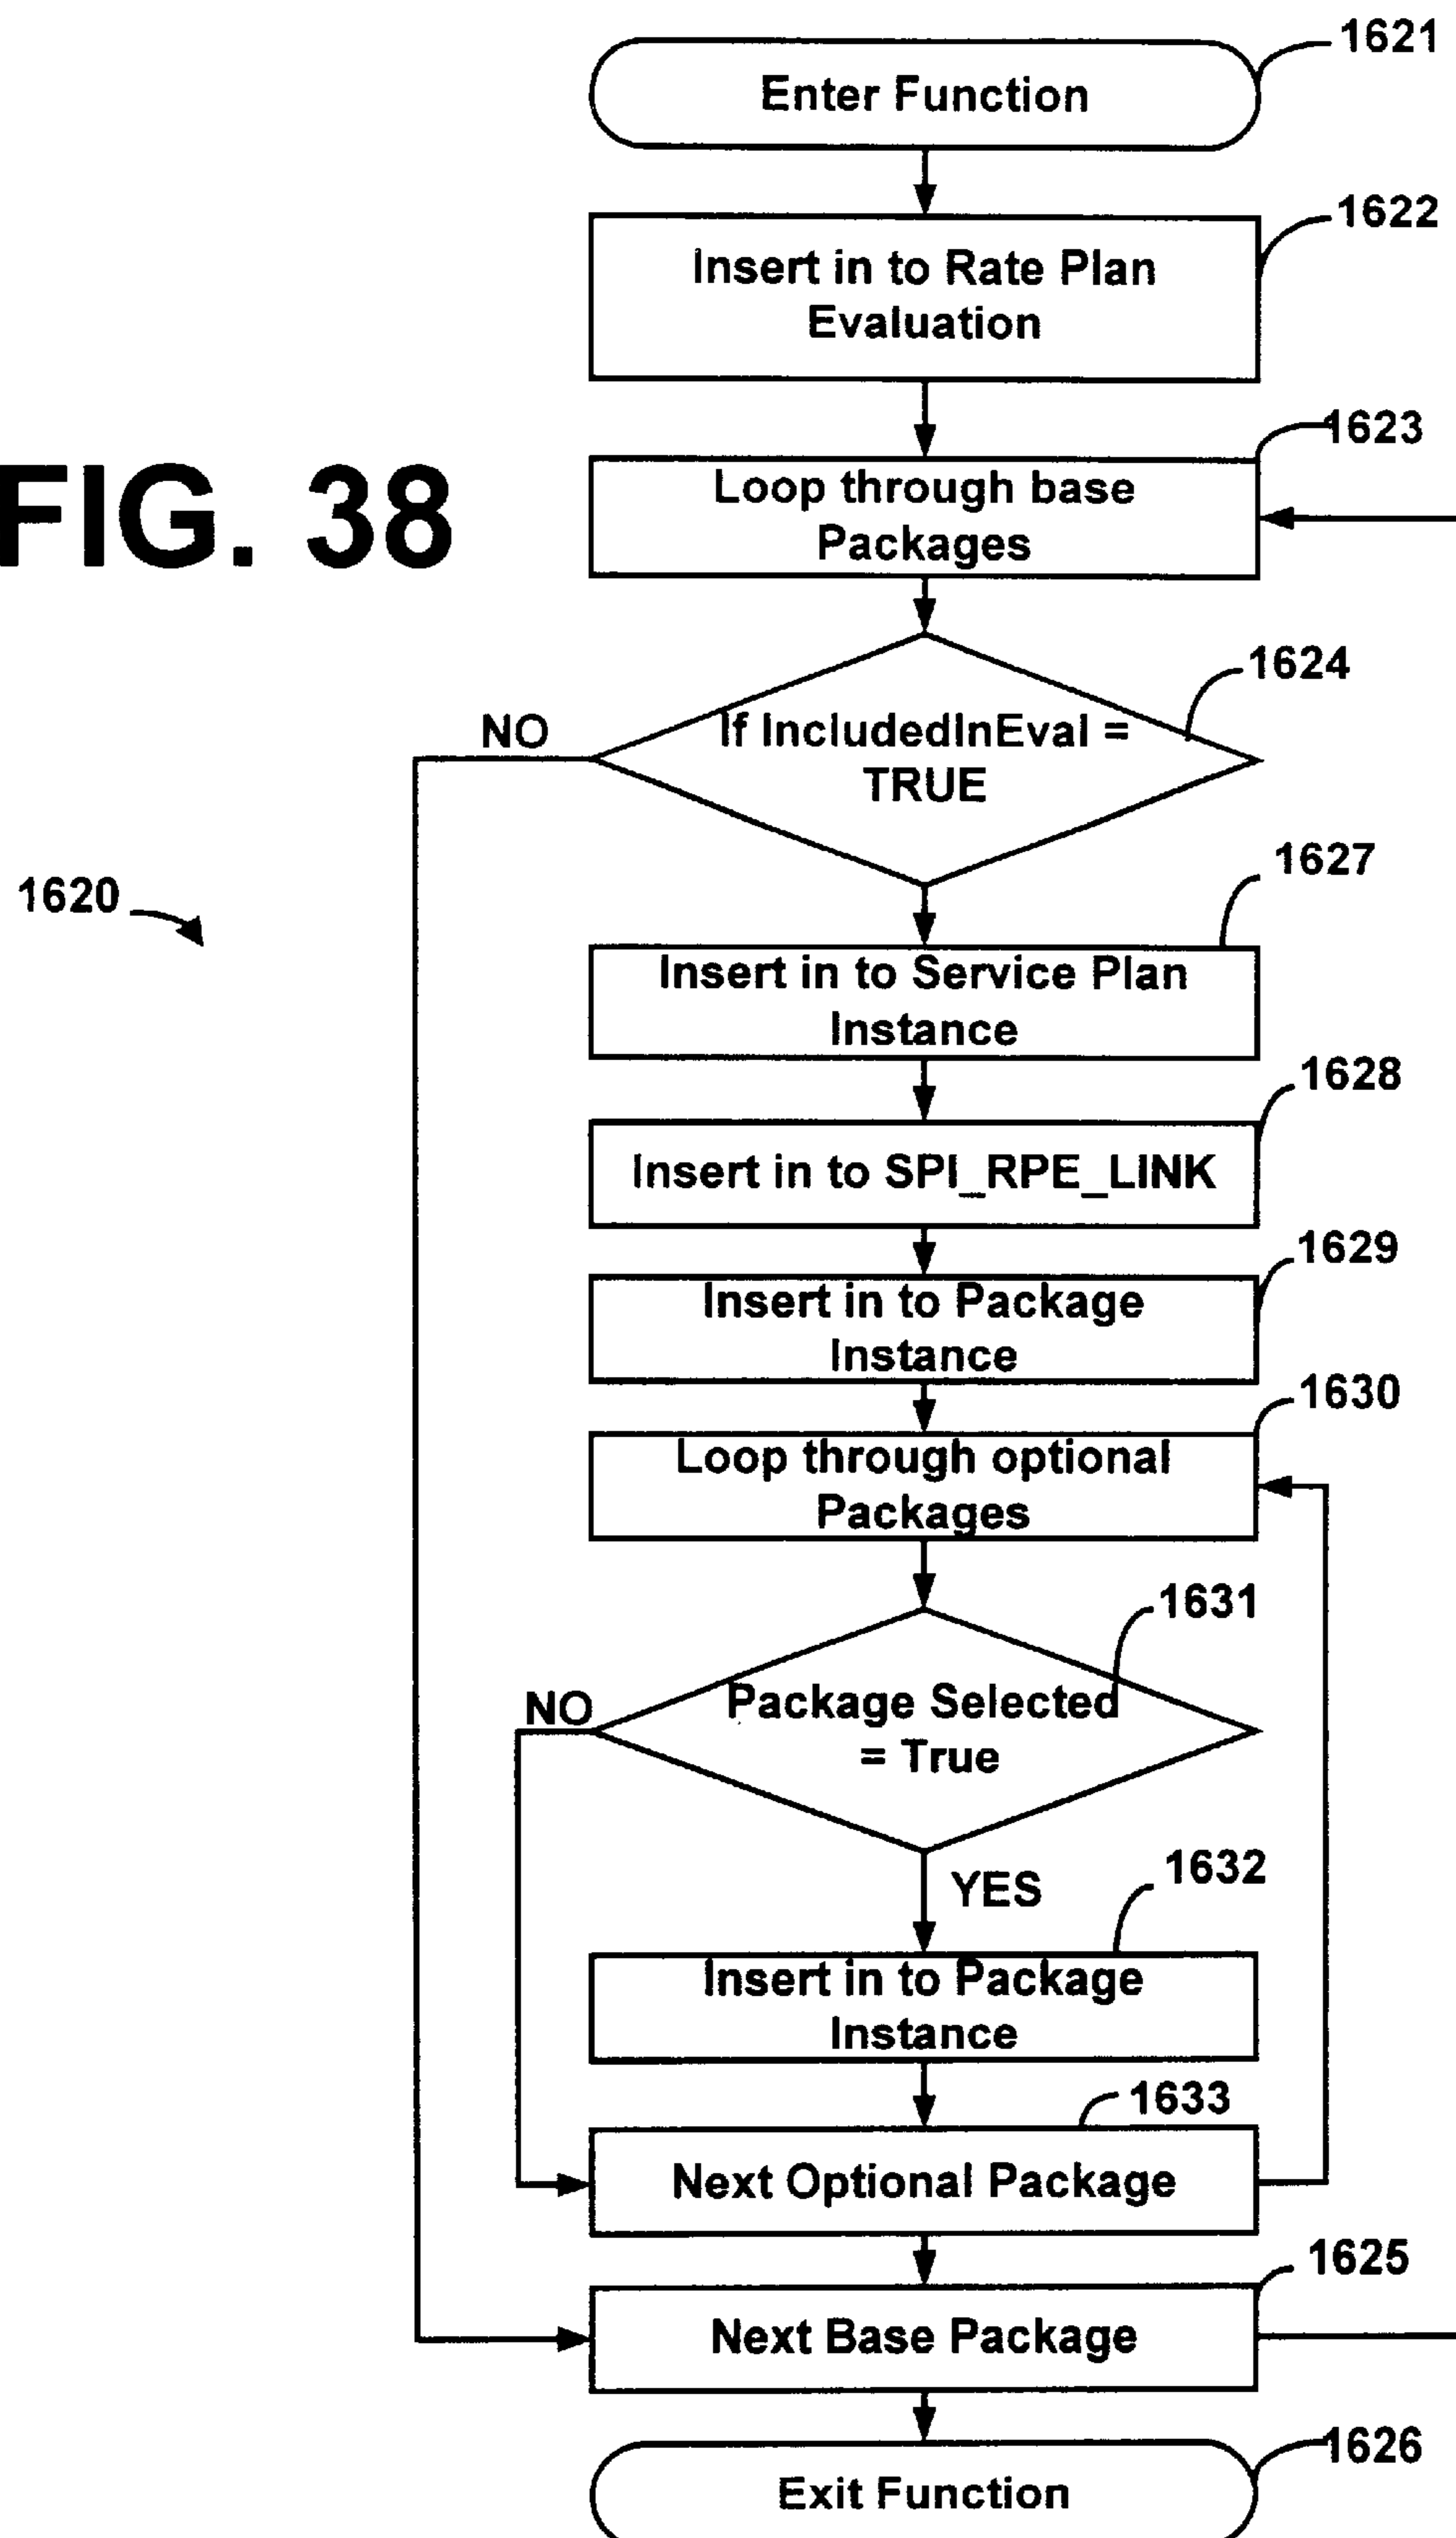 1621
Enter Function
1622
Insert in to Rate Plan
Evaluation
1623
FIG. 38
Loop through base
Packages
1624
NO
If IncludedInEval =
TRUE
1627
1620
Insert in to Service Plan
Instance
1628
Insert in to SPI_RPE_LINK
1629
Insert in to Package
Instance
1630
Loop through optional
Packages
1631
NO
Package Selected
= True
1632
YES
Insert in to Package
Instance
1633
Next Optional Package
1625
Next Base Package
1626
Exit Function